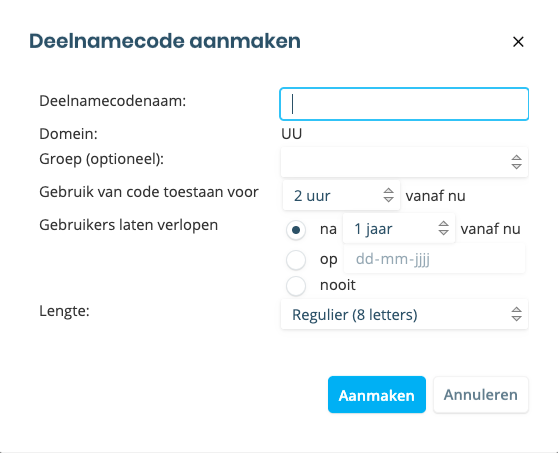 Deelnamecode aanmaken
Deelnamecodenaam:
Domein: UU
Groep (optioneel):
Gebruik van code toestaan voor 2 uur vanaf nu
Gebruikers laten verlopen na 1 jaar vanaf nu
op dd-mm-jjjj
nooit
Lengte: Regulier (8 letters)
Aanmaken Annuleren